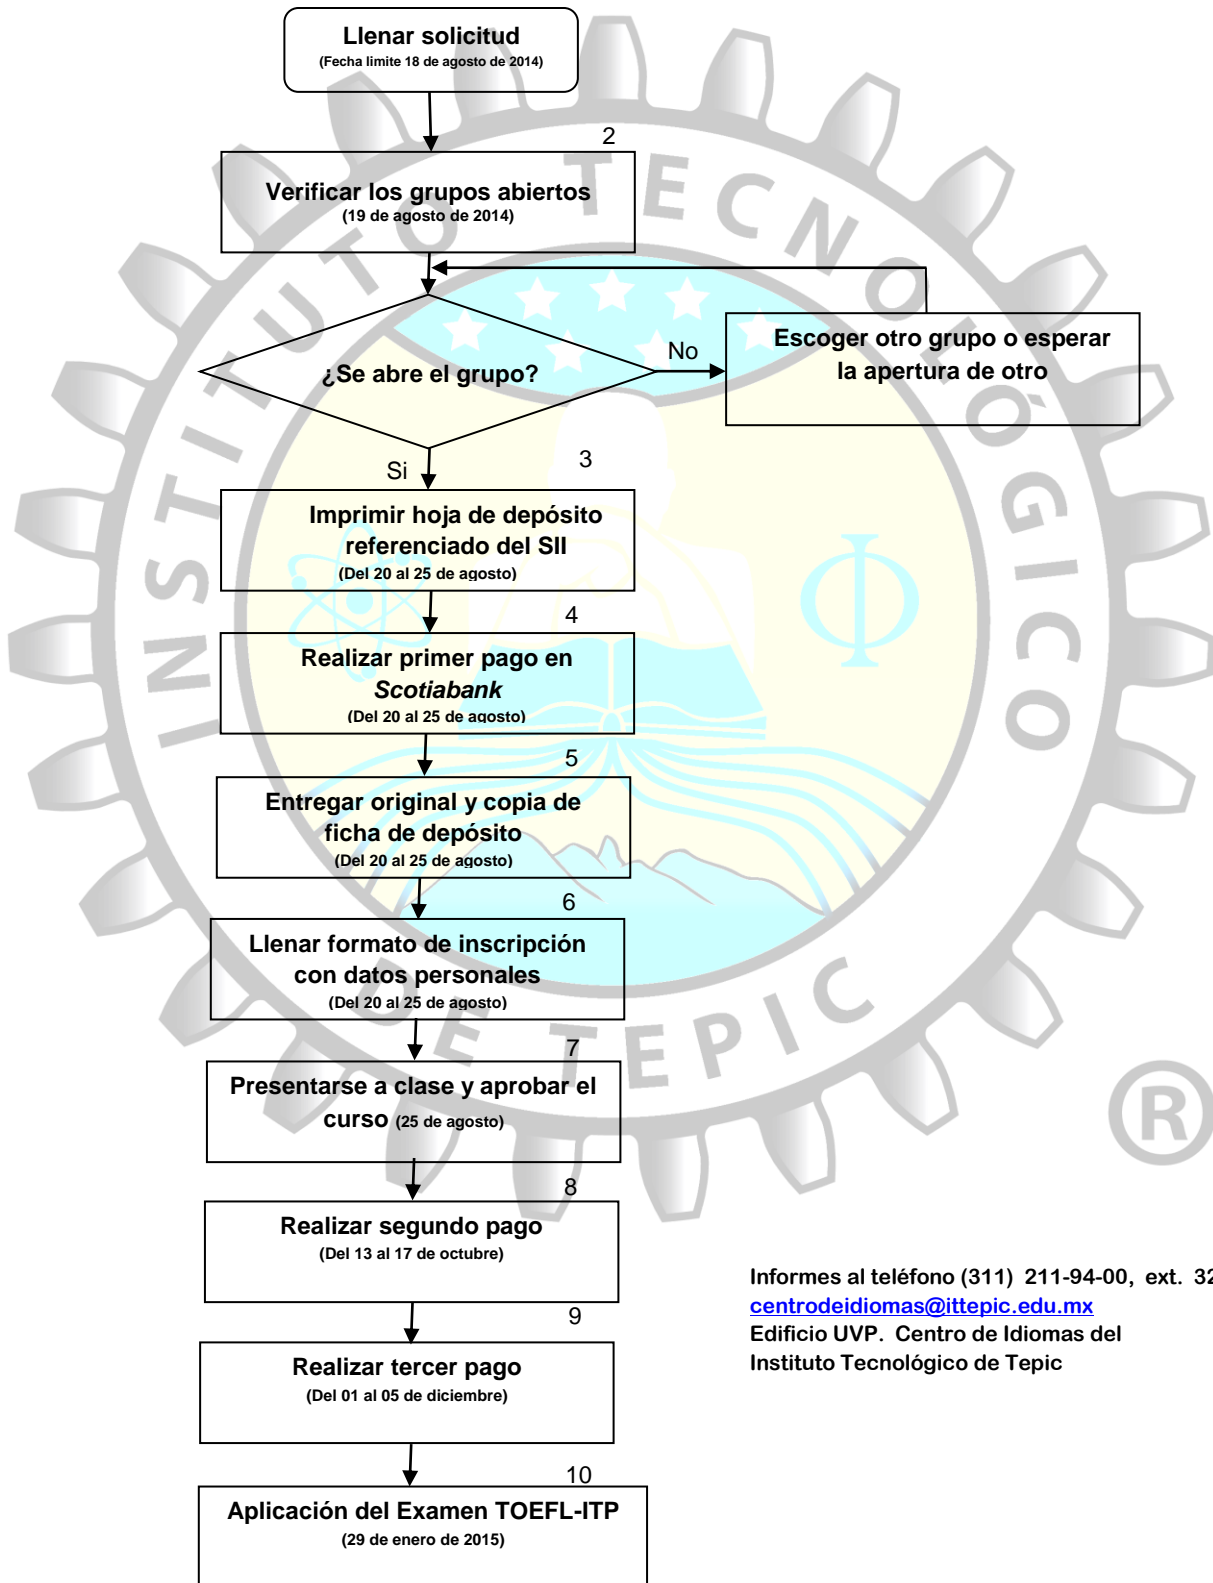 Llenar solicitud
(Fecha limite 18 de agosto de 2014)
2
Verificar los grupos abiertos
(19 de agosto de 2014)
¿Se abre el grupo?
No
Escoger otro grupo o esperar
la apertura de otro
Si
3
Imprimir hoja de depósito
referenciado del SII
(Del 20 al 25 de agosto)
4
Realizar primer pago en
Scotiabank
(Del 20 al 25 de agosto)
5
Entregar original y copia de
ficha de depósito
(Del 20 al 25 de agosto)
6
Llenar formato de inscripción
con datos personales
(Del 20 al 25 de agosto)
7
Presentarse a clase y aprobar el
curso (25 de agosto)
8
Realizar segundo pago
(Del 13 al 17 de octubre)
9
Realizar tercer pago
(Del 01 al 05 de diciembre)
10
Aplicación del Examen TOEFL-ITP
(29 de enero de 2015)
Informes al teléfono (311) 211-94-00, ext. 32
centrodeidiomas@ittepic.edu.mx
Edificio UVP. Centro de Idiomas del
Instituto Tecnológico de Tepic
INSTITUTO TECNOLÓGICO
DE TEPIC
Φ
®